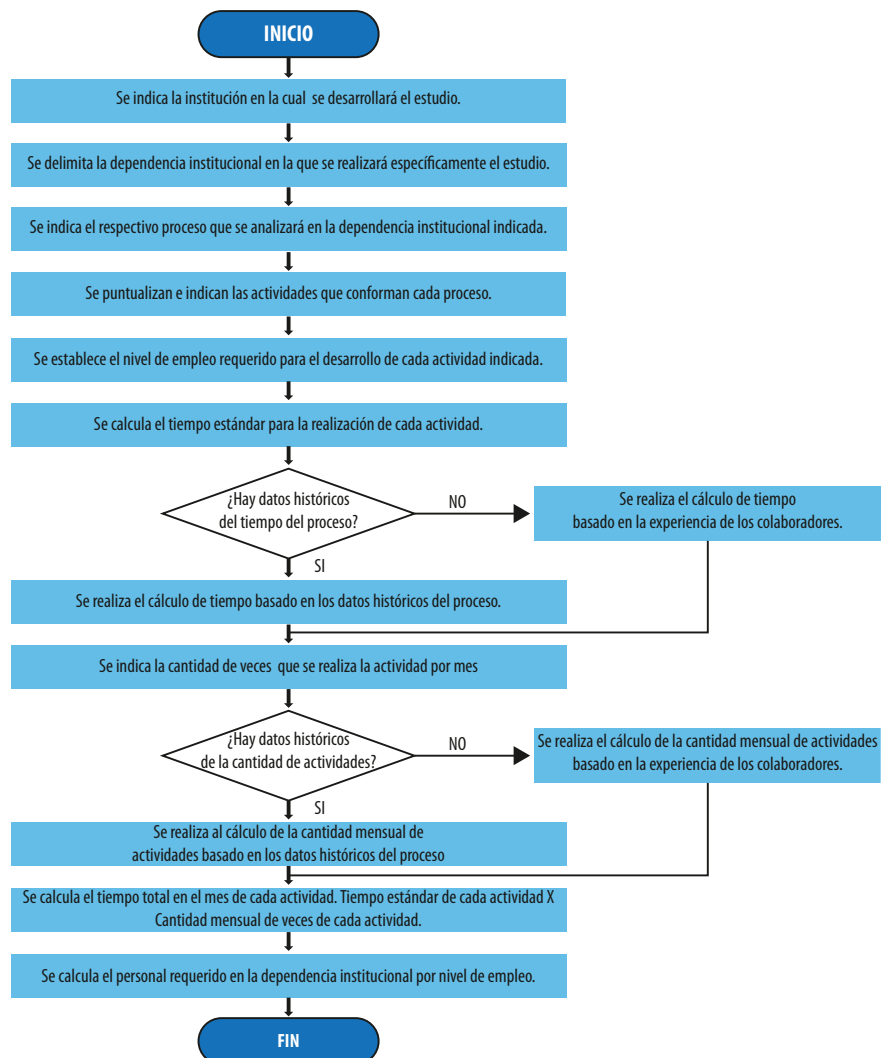 INICIO
Se indica la institución en la cual se desarrollará el estudio.
Se delimita la dependencia institucional en la que se realizará específicamente el estudio.
Se indica el respectivo proceso que se analizará en la dependencia institucional indicada.
Se puntualizan e indican las actividades que conforman cada proceso.
Se establece el nivel de empleo requerido para el desarrollo de cada actividad indicada.
Se calcula el tiempo estándar para la realización de cada actividad.
¿Hay datos históricos
del tiempo del proceso?
NO
Se realiza el cálculo de tiempo
basado en la experiencia de los colaboradores.
SI
Se realiza el cálculo de tiempo basado en los datos históricos del proceso.
Se indica la cantidad de veces que se realiza la actividad por mes
¿Hay datos históricos
de la cantidad de actividades?
NO
Se realiza el cálculo de la cantidad mensual de actividades
basado en la experiencia de los colaboradores.
SI
Se realiza al cálculo de la cantidad mensual de
actividades basado en los datos históricos del proceso
Se calcula el tiempo total en el mes de cada actividad. Tiempo estándar de cada actividad X
Cantidad mensual de veces de cada actividad.
Se calcula el personal requerido en la dependencia institucional por nivel de empleo.
FIN